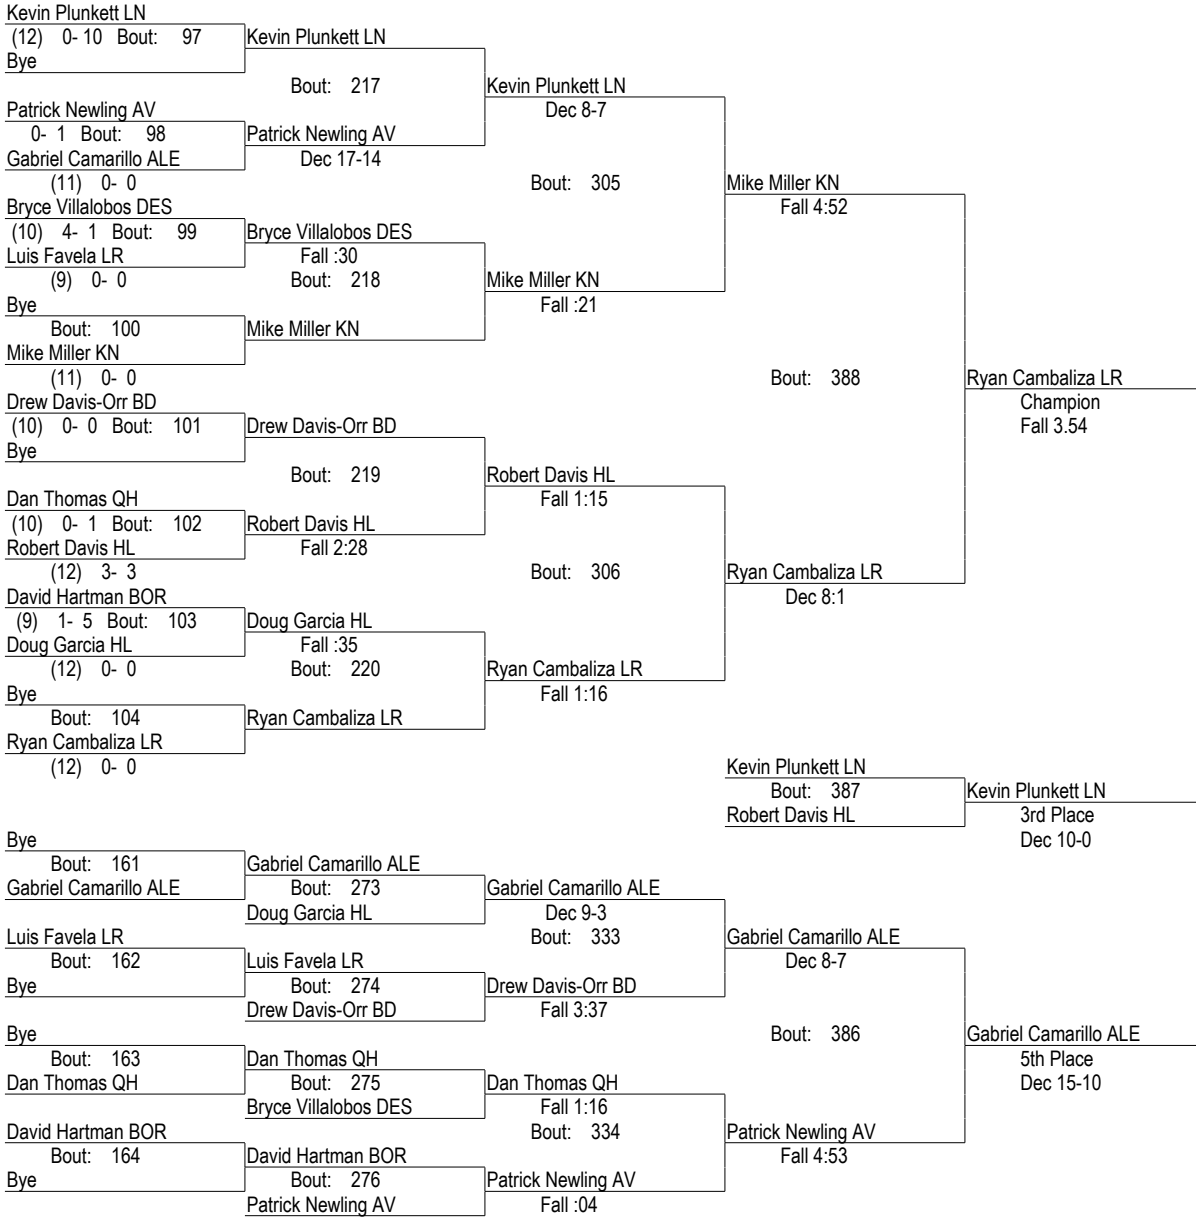 Kevin Plunkett LN
(12) 0- 10 Bout: 97 Kevin Plunkett LN
Bye
Bout: 217 Kevin Plunkett LN
Patrick Newling AV Dec 8-7
0- 1 Bout: 98 Patrick Newling AV
Gabriel Camarillo ALE Dec 17-14
(11) 0- 0 Bout: 305 Mike Miller KN
Bryce Villalobos DES Fall 4:52
(10) 4- 1 Bout: 99 Bryce Villalobos DES
Luis Favela LR Fall :30
(9) 0- 0 Bout: 218 Mike Miller KN
Bye Fall :21
Bout: 100 Mike Miller KN
Mike Miller KN
(11) 0- 0 Bout: 388 Ryan Cambaliza LR
Drew Davis-Orr BD Champion
(10) 0- 0 Bout: 101 Drew Davis-Orr BD Fall 3.54
Bye
Bout: 219 Robert Davis HL
Dan Thomas QH Fall 1:15
(10) 0- 1 Bout: 102 Robert Davis HL
Robert Davis HL Fall 2:28
(12) 3- 3 Bout: 306 Ryan Cambaliza LR
David Hartman BOR Dec 8:1
(9) 1- 5 Bout: 103 Doug Garcia HL
Doug Garcia HL Fall :35
(12) 0- 0 Bout: 220 Ryan Cambaliza LR
Bye Fall 1:16
Bout: 104 Ryan Cambaliza LR
Ryan Cambaliza LR
(12) 0- 0 Kevin Plunkett LN
Bout: 387 Kevin Plunkett LN
Robert Davis HL 3rd Place
Bye Dec 10-0
Bout: 161 Gabriel Camarillo ALE
Gabriel Camarillo ALE Bout: 273 Gabriel Camarillo ALE
Doug Garcia HL Dec 9-3
Luis Favela LR Bout: 333 Gabriel Camarillo ALE
Bout: 162 Luis Favela LR Dec 8-7
Bye Bout: 274 Drew Davis-Orr BD
Drew Davis-Orr BD Fall 3:37
Bye Bout: 386 Gabriel Camarillo ALE
Bout: 163 Dan Thomas QH 5th Place
Dan Thomas QH Bout: 275 Dan Thomas QH Dec 15-10
Bryce Villalobos DES Fall 1:16
David Hartman BOR Bout: 334 Patrick Newling AV
Bout: 164 David Hartman BOR Fall 4:53
Bye Bout: 276 Patrick Newling AV
Patrick Newling AV Fall :04